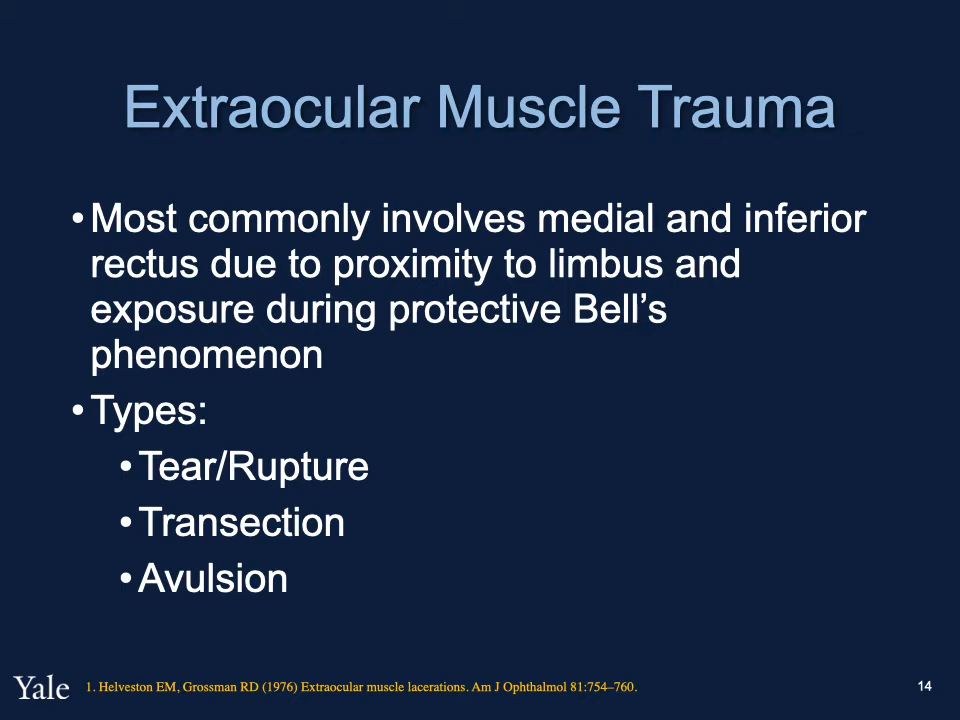 Extraocular Muscle Trauma
• Most commonly involves medial and inferior
rectus due to proximity to limbus and
exposure during protective Bell’s
phenomenon
• Types:
• Tear/Rupture
• Transection
• Avulsion
Yale
1. Helveston EM, Grossman RD (1976) Extraocular muscle lacerations. Am J Ophthalmol 81:754–760.
14